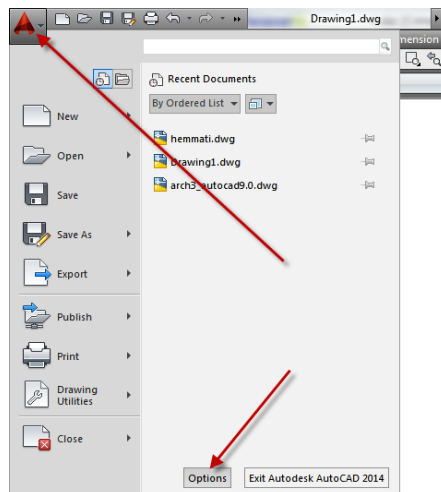 Drawing1.dwg
mension
Recent Documents
By Ordered List
New
hemmati.dwg
Open
Drawing1.dwg
arch3_autocad9.0.dwg
Save
Save As
Export
Publish
Print
Drawing
Utilities
Close
Options
Exit Autodesk AutoCAD 2014